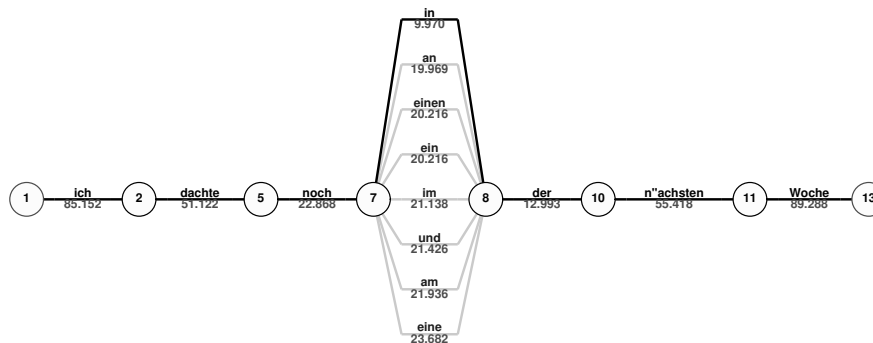 in
9.970
an
19.969
einen
20.216
ein
20.216
1 ich 85.152 2 dachte 51.122 5 noch 22.868 7 im 21.138 8 der 12.993 10 n"achsten 55.418 11 Woche 89.288 13
und
21.426
am
21.936
eine
23.682